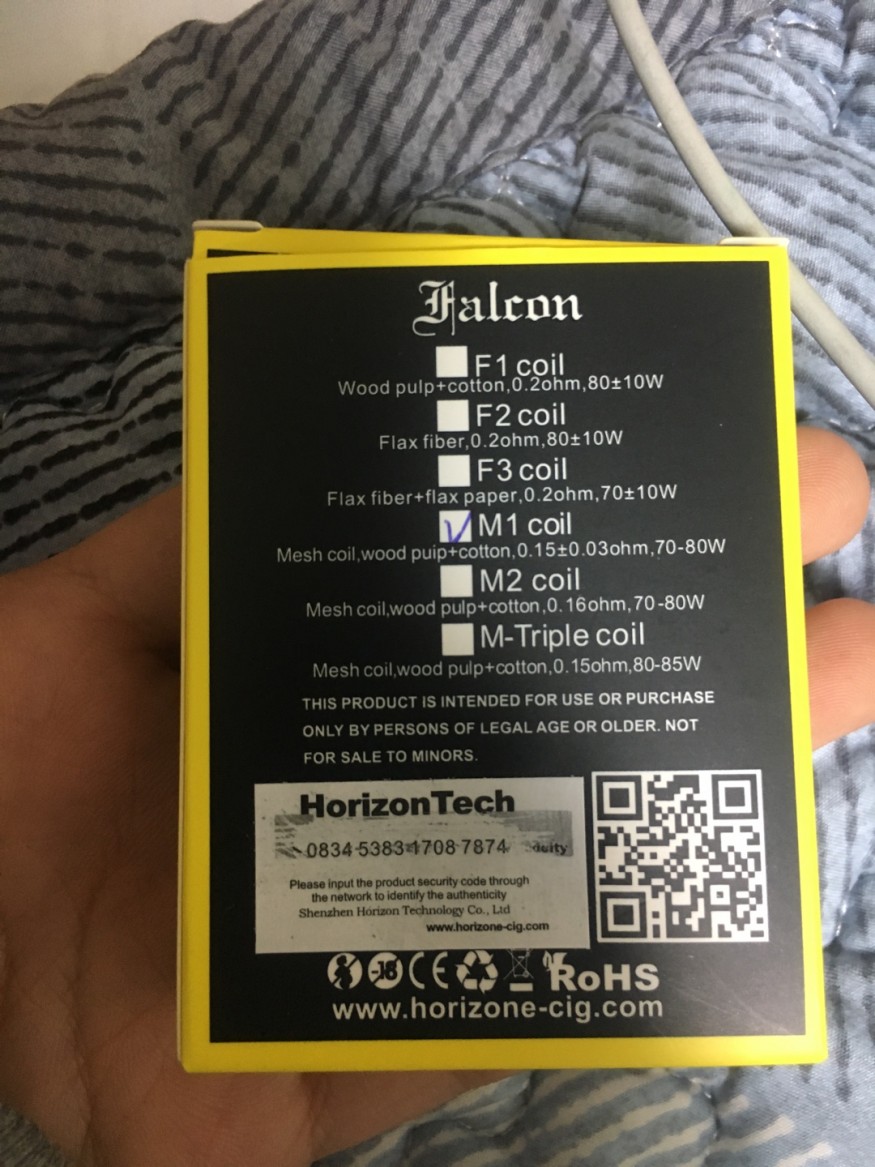 Falcon
F1 coil
Wood pulp+cotton,0.2ohm,80±10W
F2 coil
Flax fiber,0.2ohm,80±10W
F3 coil
Flax fiber+flax paper,0.2ohm,70±10W
M1 coil
Mesh coil,wood puip+cotton,0.15±0.03ohm,70-80W
M2 coil
Mesh coil,wood pulp+cotton,0.16ohm,70-80W
M-Triple coil
Mesh coil,wood pulp+cotton,0.15ohm,80-85W
THIS PRODUCT IS INTENDED FOR USE OR PURCHASE
ONLY BY PERSONS OF LEGAL AGE OR OLDER. NOT
FOR SALE TO MINORS.
HorizonTech
0834 5383 1708 7874
Please input the product security code through
the network to identify the authenticity
Shenzhen Horizon Technology Co., Ltd
www.horizone-cig.com
-18 CE RoHS
www.horizone-cig.com